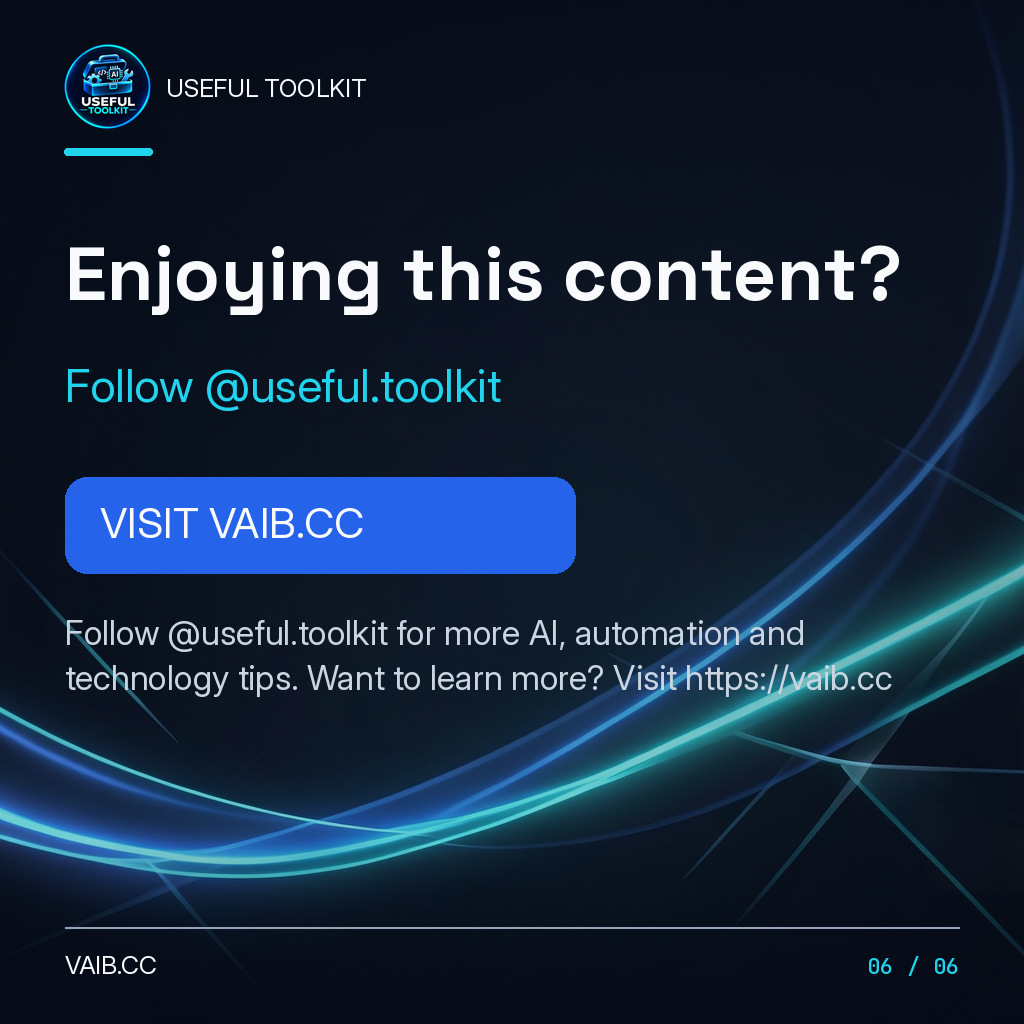 AI
USEFUL
TOOLKIT
USEFUL TOOLKIT
Enjoying this content?
Follow @useful.toolkit
VISIT VAIB.CC
Follow @useful.toolkit for more AI, automation and
technology tips. Want to learn more? Visit https://vaib.cc
VAIB.CC
06 / 06